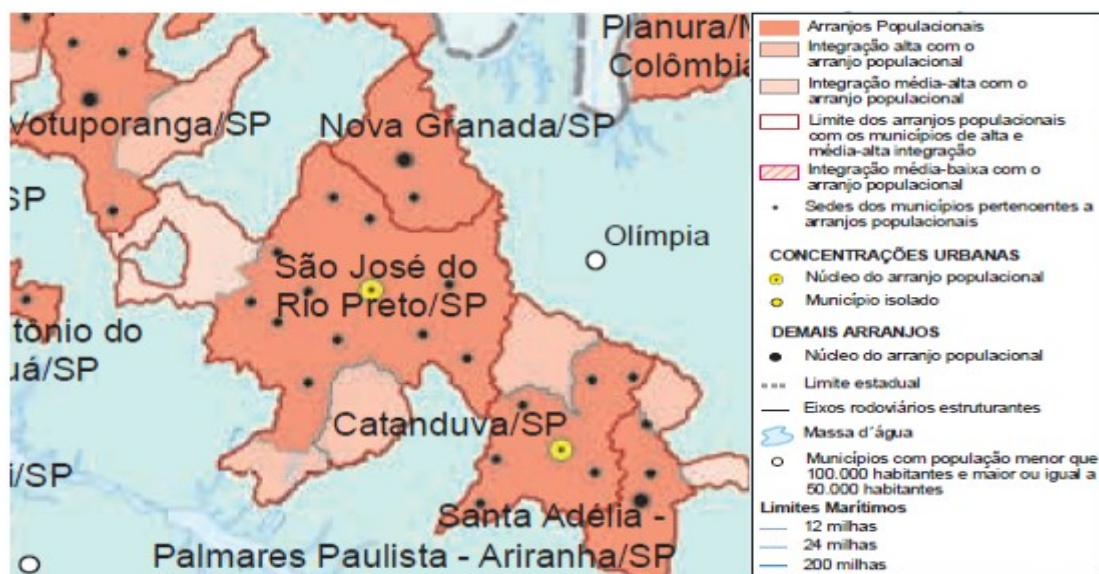 Planura/M
Colômbia
Votuporanga/SP
Nova Granada/SP
SP
Olímpia
São José do
Rio Preto/SP
tônio do
uá/SP
Catanduva/SP
i/SP
Santa Adélia -
Palmares Paulista - Ariranha/SP
Arranjos Populacionais
Integração alta com o
arranjo populacional
Integração média-alta com o
arranjo populacional
Limite dos arranjos populacionais
com os municípios de alta e
média-alta integração
Integração média-baixa com o
arranjo populacional
Sedes dos municípios pertencentes a
arranjos populacionais
CONCENTRAÇÕES URBANAS
Núcleo do arranjo populacional
Município isolado
DEMAIS ARRANJOS
Núcleo do arranjo populacional
Limite estadual
Eixos rodoviários estruturantes
Massa d´água
Municípios com população menor que
100.000 habitantes e maior ou igual a
50.000 habitantes
Limites Marítimos
12 milhas
24 milhas
200 milhas